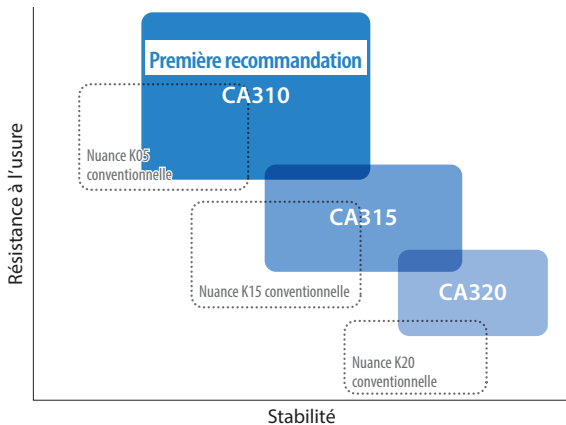 Première recommandation
CA310
Nuance K05
conventionnelle
Résistance à l'usure
CA315
Nuance K15 conventionnelle
CA320
Nuance K20
conventionnelle
Stabilité